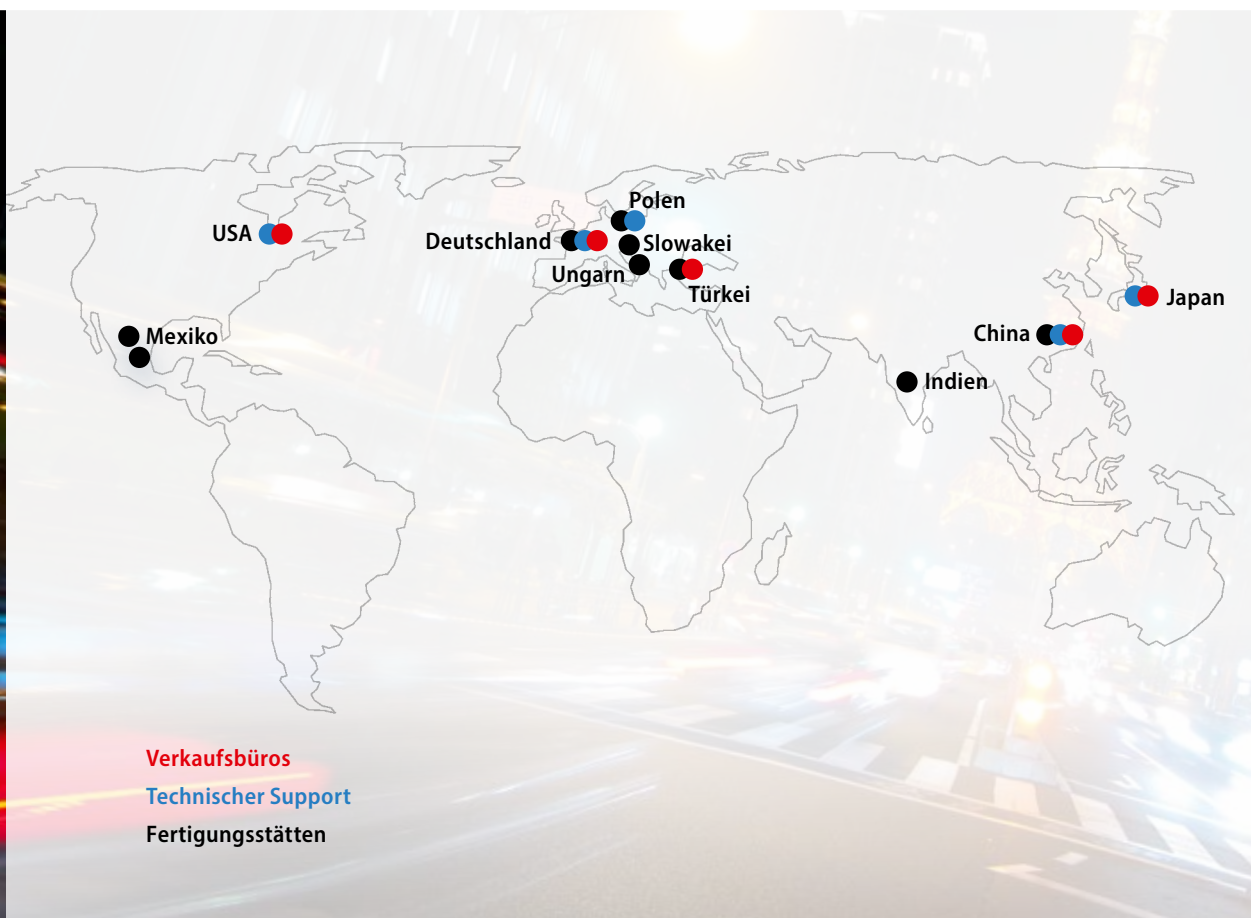 Polen
USA
Deutschland
Slowakei
Ungarn
Türkei
Japan
Mexiko
China
Indien
Verkaufsbüros
Technischer Support
Fertigungsstätten